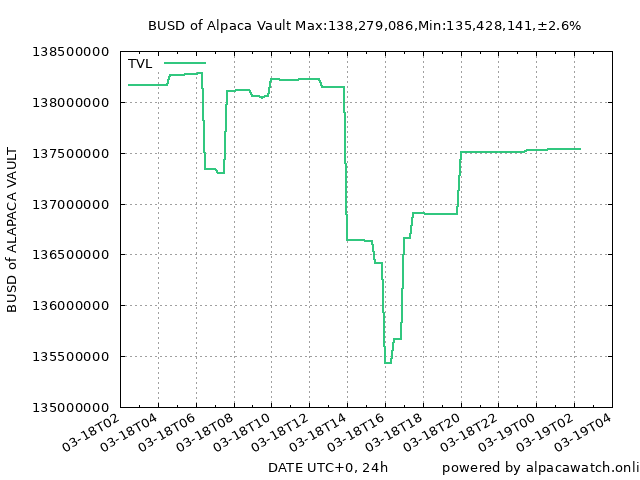 BUSD of Alpaca Vault Max:138,279,086,Min:135,428,141,±2.6%
TVL
138500000
138000000
137500000
137000000
136500000
136000000
135500000
135000000
BUSD of ALAPACA VAULT
03-18T02
03-18T04
03-18T06
03-18T08
03-18T10
03-18T12
03-18T14
03-18T16
03-18T18
03-18T20
03-18T22
03-19T00
03-19T02
03-19T04
DATE UTC+0, 24h
powered by alpacawatch.onli